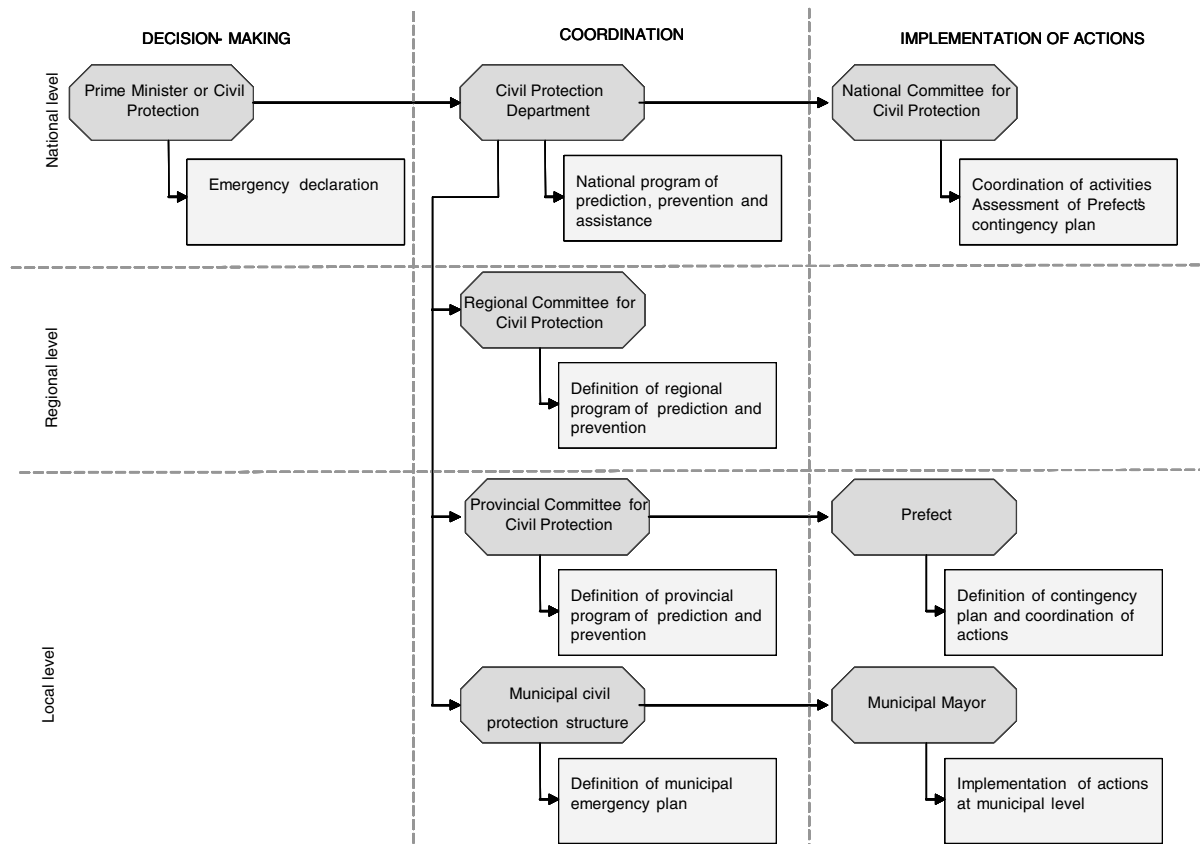 DECISION- MAKING
COORDINATION
IMPLEMENTATION OF ACTIONS
National level
Prime Minister or Civil
Protection
Civil Protection
Department
National Committee for
Civil Protection
Emergency declaration
National program of
prediction, prevention and
assistance
Coordination of activities
Assessment of Prefect's
contingency plan
Regional level
Regional Committee for
Civil Protection
Definition of regional
program of prediction and
prevention
Local level
Provincial Committee for
Civil Protection
Prefect
Definition of provincial
program of prediction and
prevention
Definition of contingency
plan and coordination of
actions
Municipal civil
protection structure
Municipal Mayor
Definition of municipal
emergency plan
Implementation of actions
at municipal level